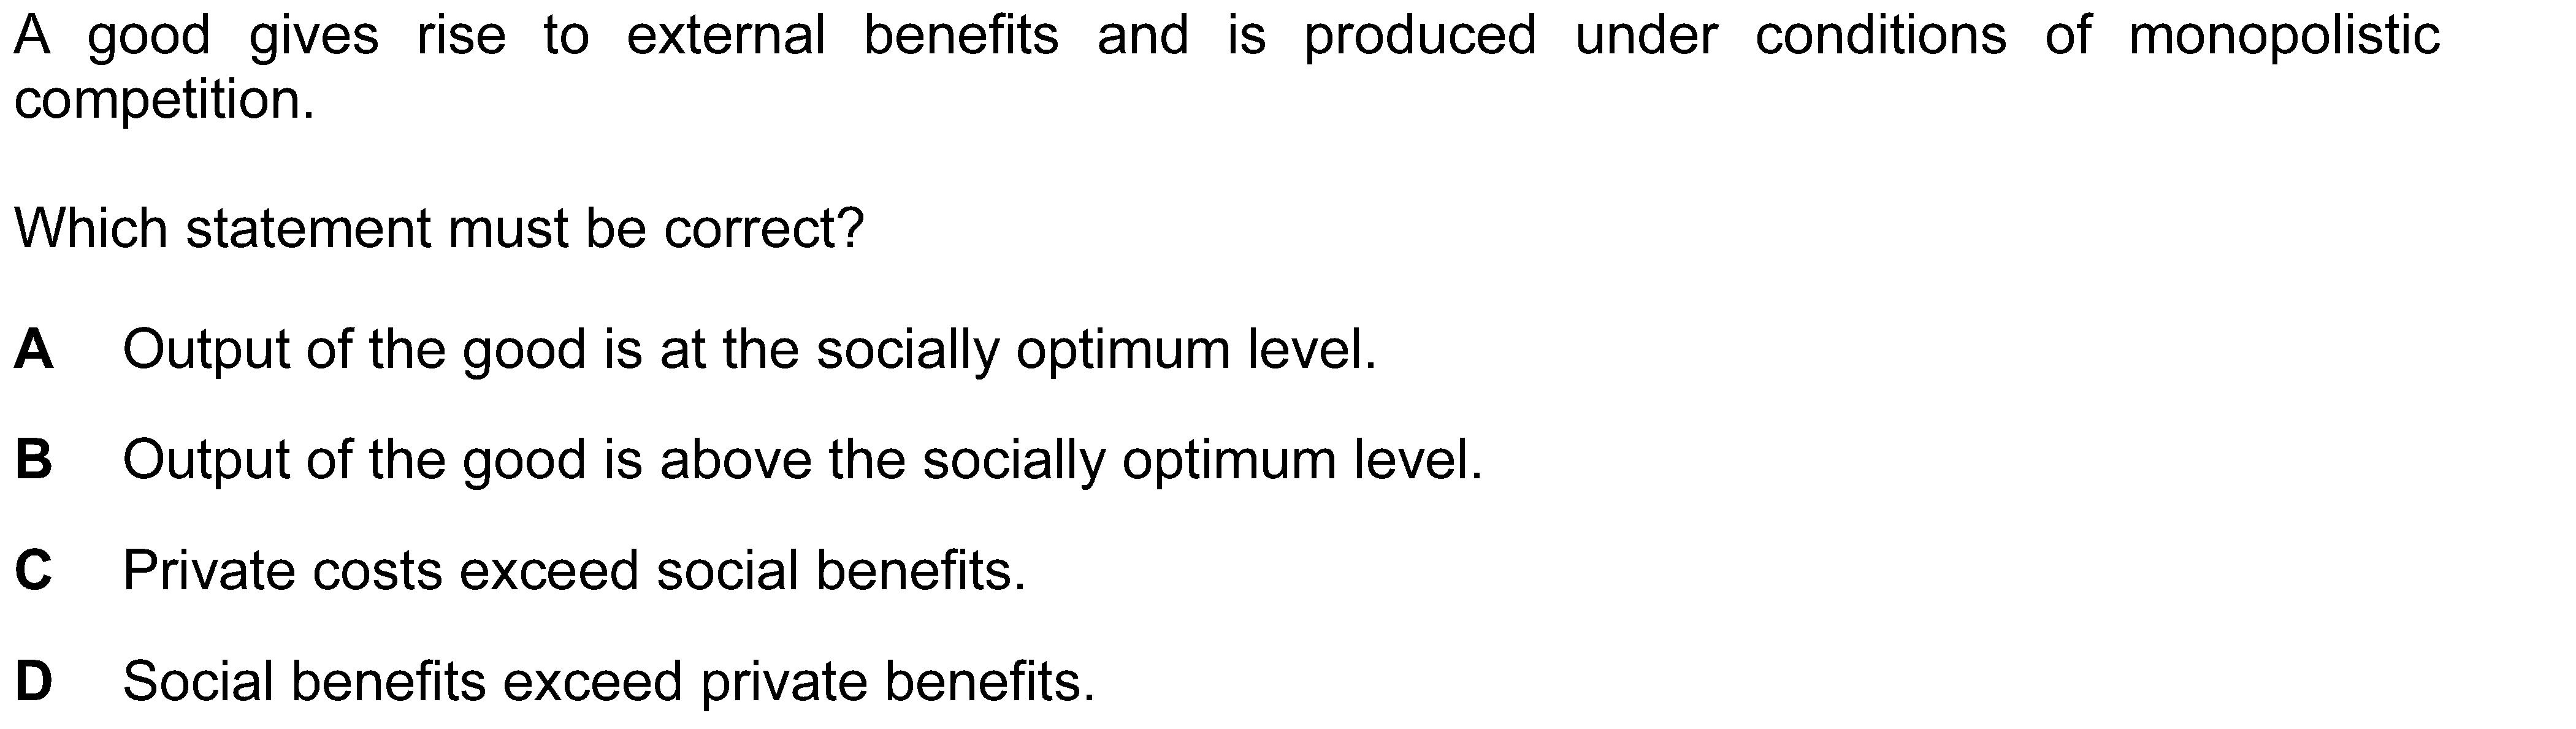 A good gives rise to external benefits and is produced under conditions of monopolistic
competition.
Which statement must be correct?
A Output of the good is at the socially optimum level.
B Output of the good is above the socially optimum level.
C Private costs exceed social benefits.
D Social benefits exceed private benefits.